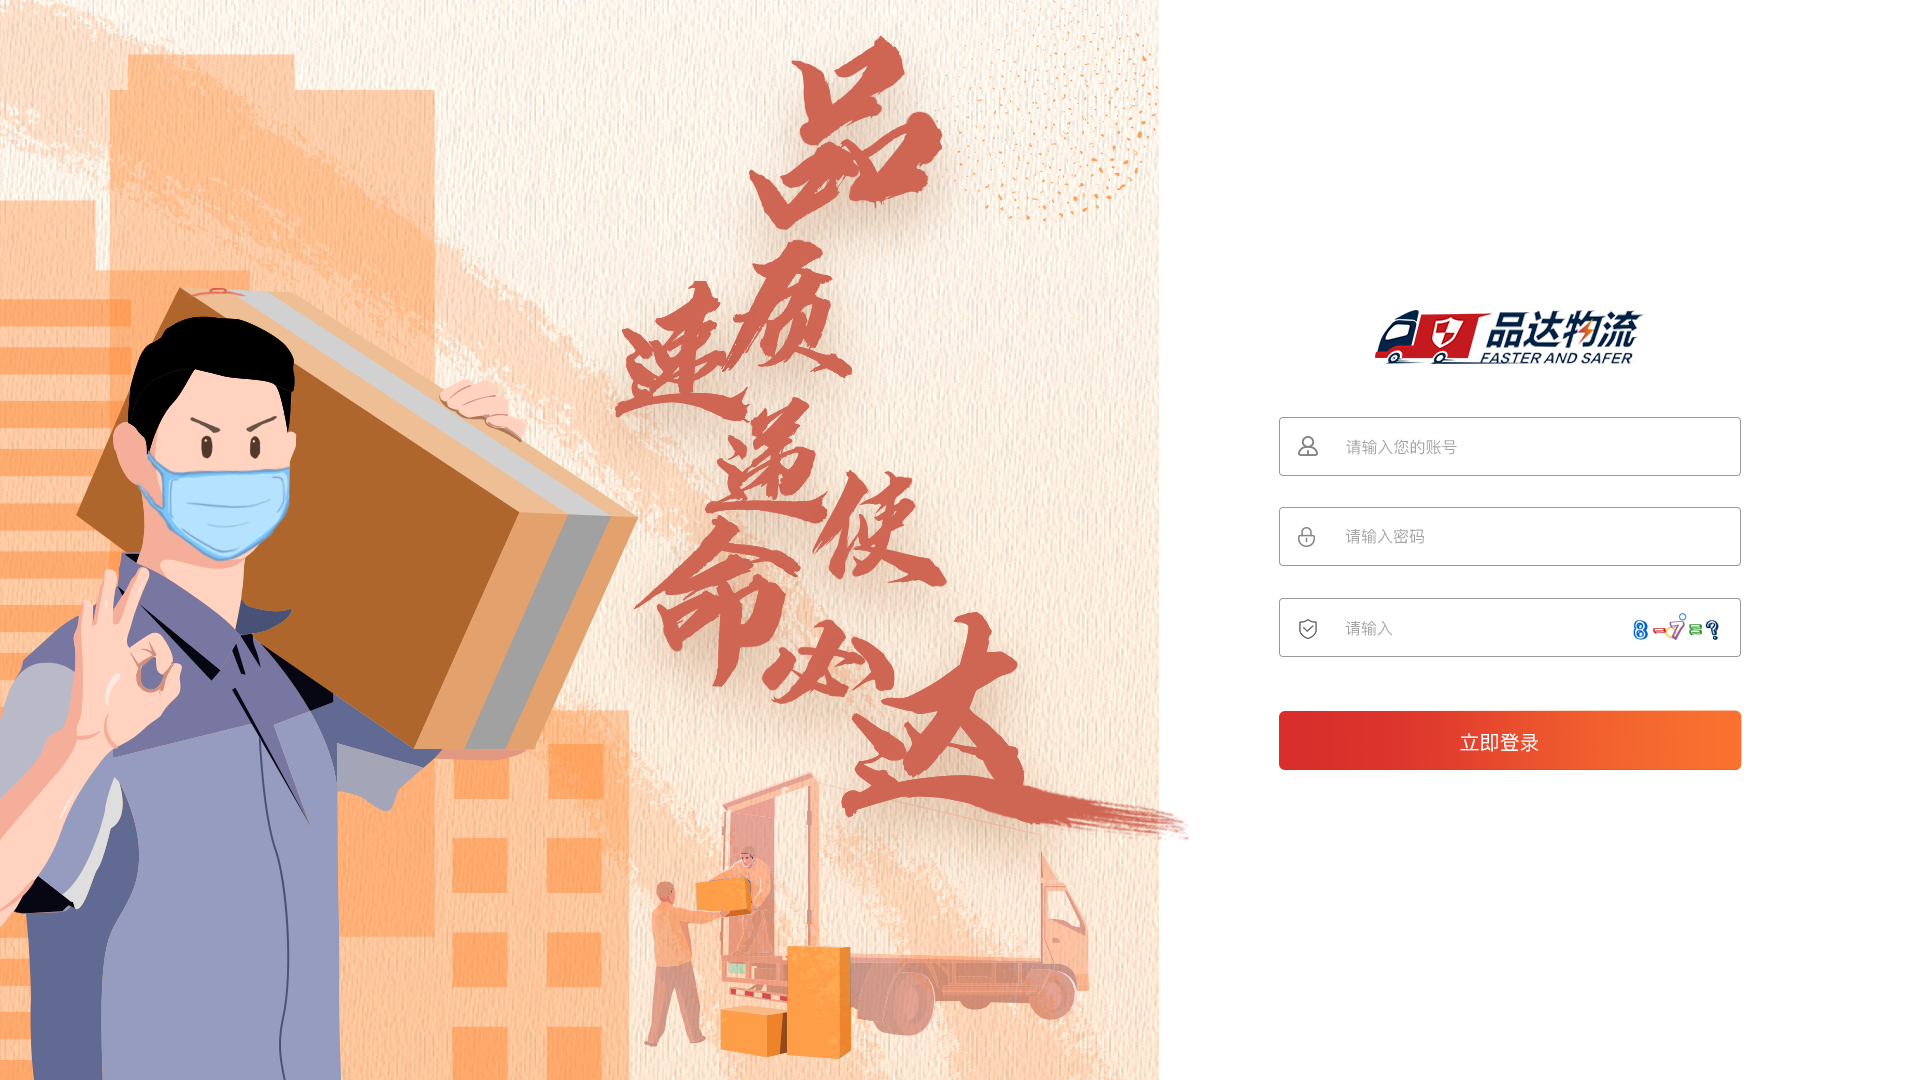 品质
速递使命必达
品达物流
FASTER AND SAFER
请输入您的账号
请输入密码
请输入
8-7=?
立即登录